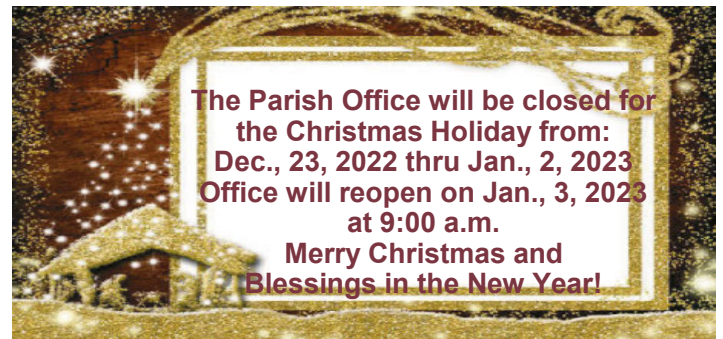 The Parish Office will be closed for
the Christmas Holiday from:
Dec., 23, 2022 thru Jan., 2, 2023
Office will reopen on Jan., 3, 2023
at 9:00 a.m.
Merry Christmas and
Blessings in the New Year!